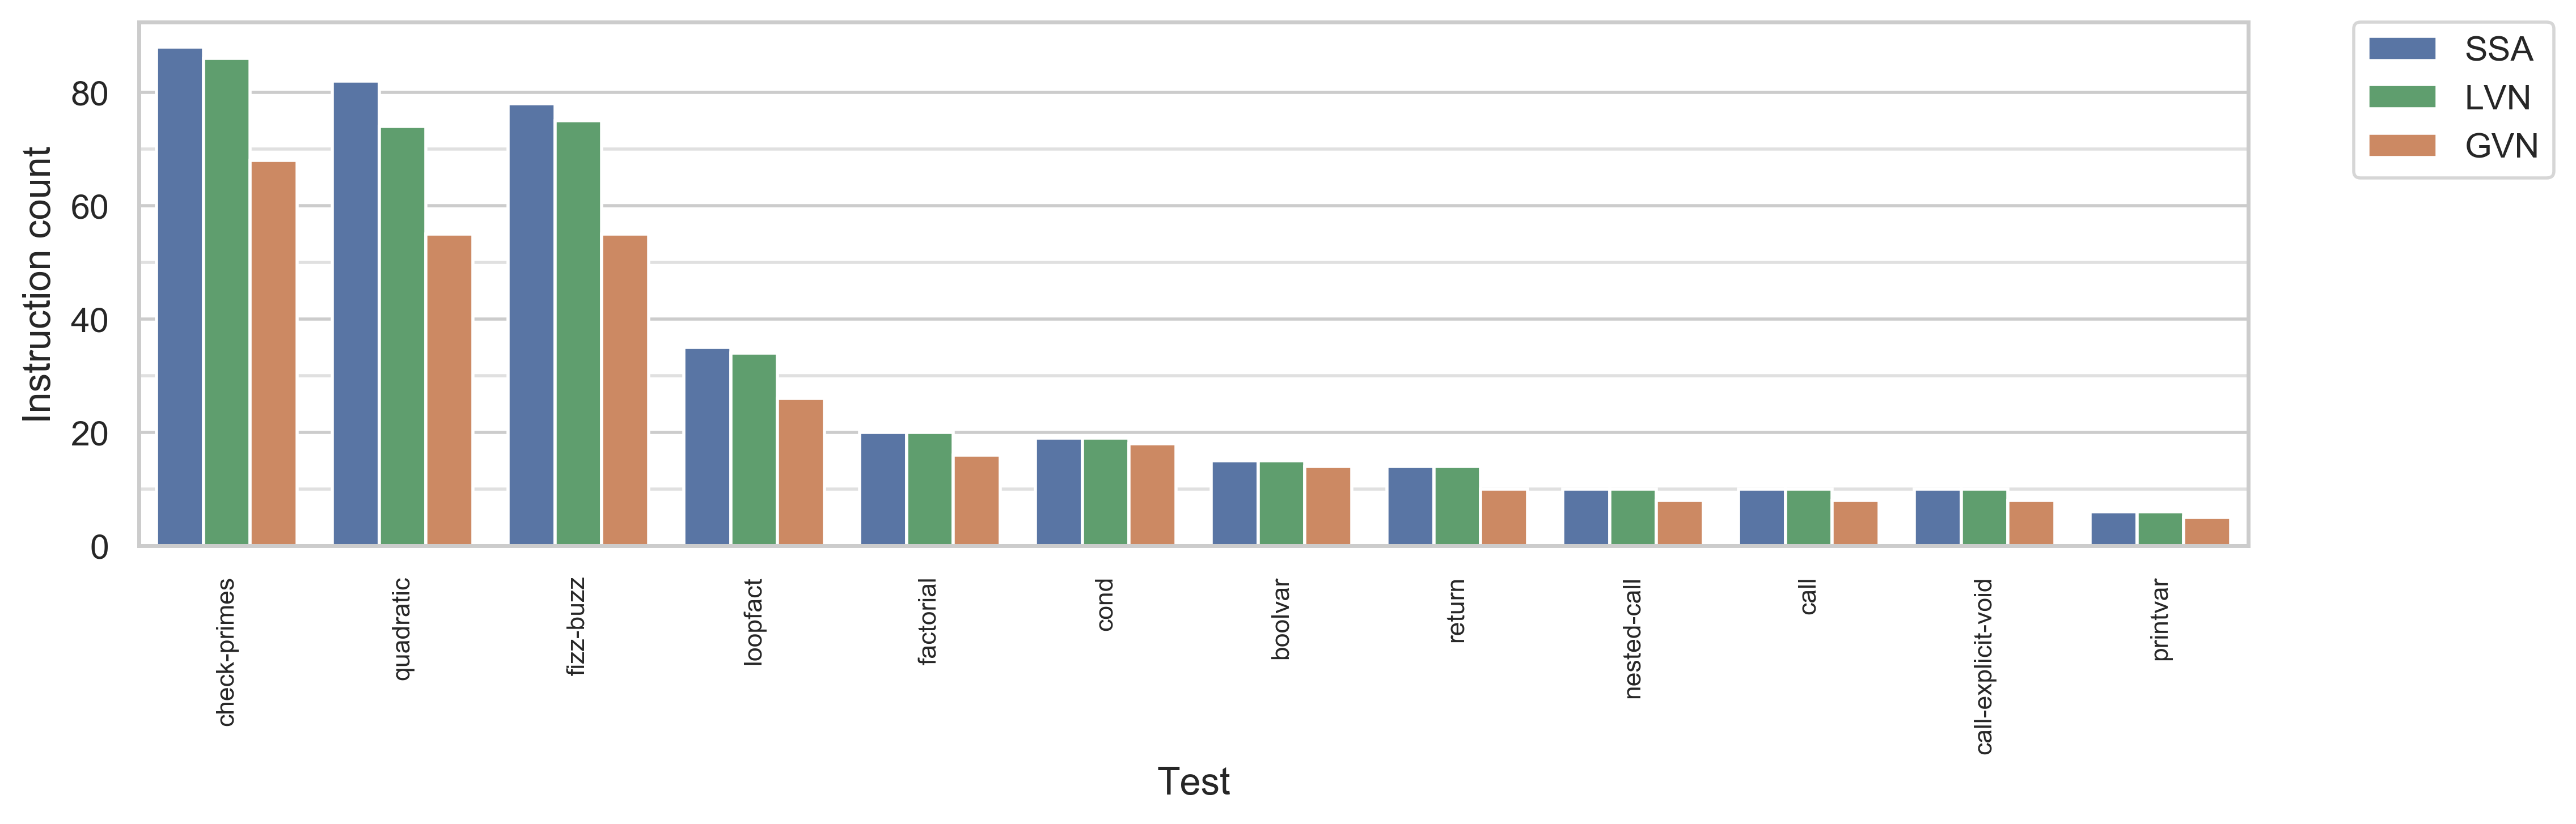 Instruction count
80
60
40
20
0
SSA
LVN
GVN
check-primes
quadratic
fizz-buzz
loopfact
factorial
cond
boolvar
return
nested-call
call
call-explicit-void
printvar
Test